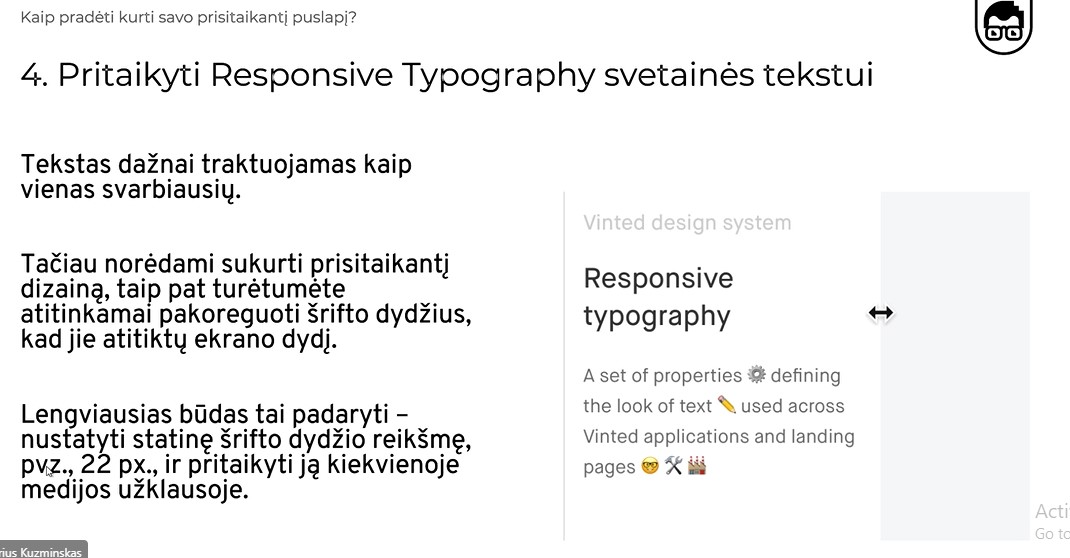 Kaip pradėti kurti savo prisitaikantį puslapį?
4. Pritaikyti Responsive Typography svetainės tekstui
Tekstas dažnai traktuojamas kaip
vienas svarbiausių.
Tačiau norėdami sukurti prisitaikantį
dizainą, taip pat turėtumėte
atitinkamai pakoreguoti šrifto dydžius,
kad jie atitiktų ekrano dydį.
Lengviausias būdas tai padaryti –
nustatyti statinę šrifto dydžio reikšmę,
pvz., 22 px., ir pritaikyti ją kiekvienoje
medijos užklausoje.
Vinted design system
Responsive
typography
A set of properties ⚙️ defining
the look of text ✏️ used across
Vinted applications and landing
pages 🤓 🛠️ 🏭
Go to
Kuzminskas